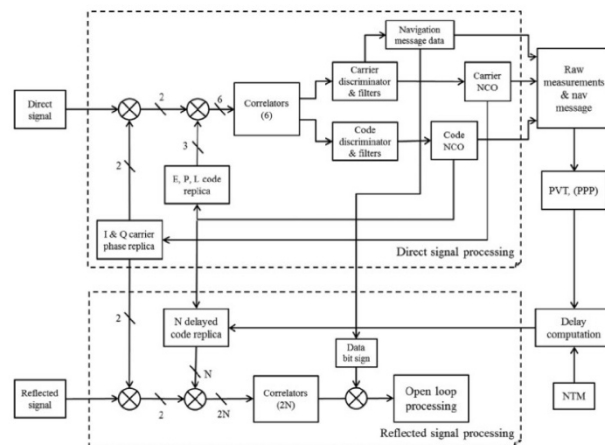 Navigation
message data
Direct
signal
2
2
6
Correlators
(6)
Carrier
discriminator
& filters
Carrier
NCO
Raw
measurements
& nav
message
Code
discriminator
& filters
Code
NCO
3
E, P, L code
replica
PVT, (PPP)
I & Q carrier
phase replica
Direct signal processing
2
N delayed
code replica
Delay
computation
Data
bit sign
N
Reflected
signal
2
2N
Correlators
(2N)
Open loop
processing
NTM
Reflected signal processing